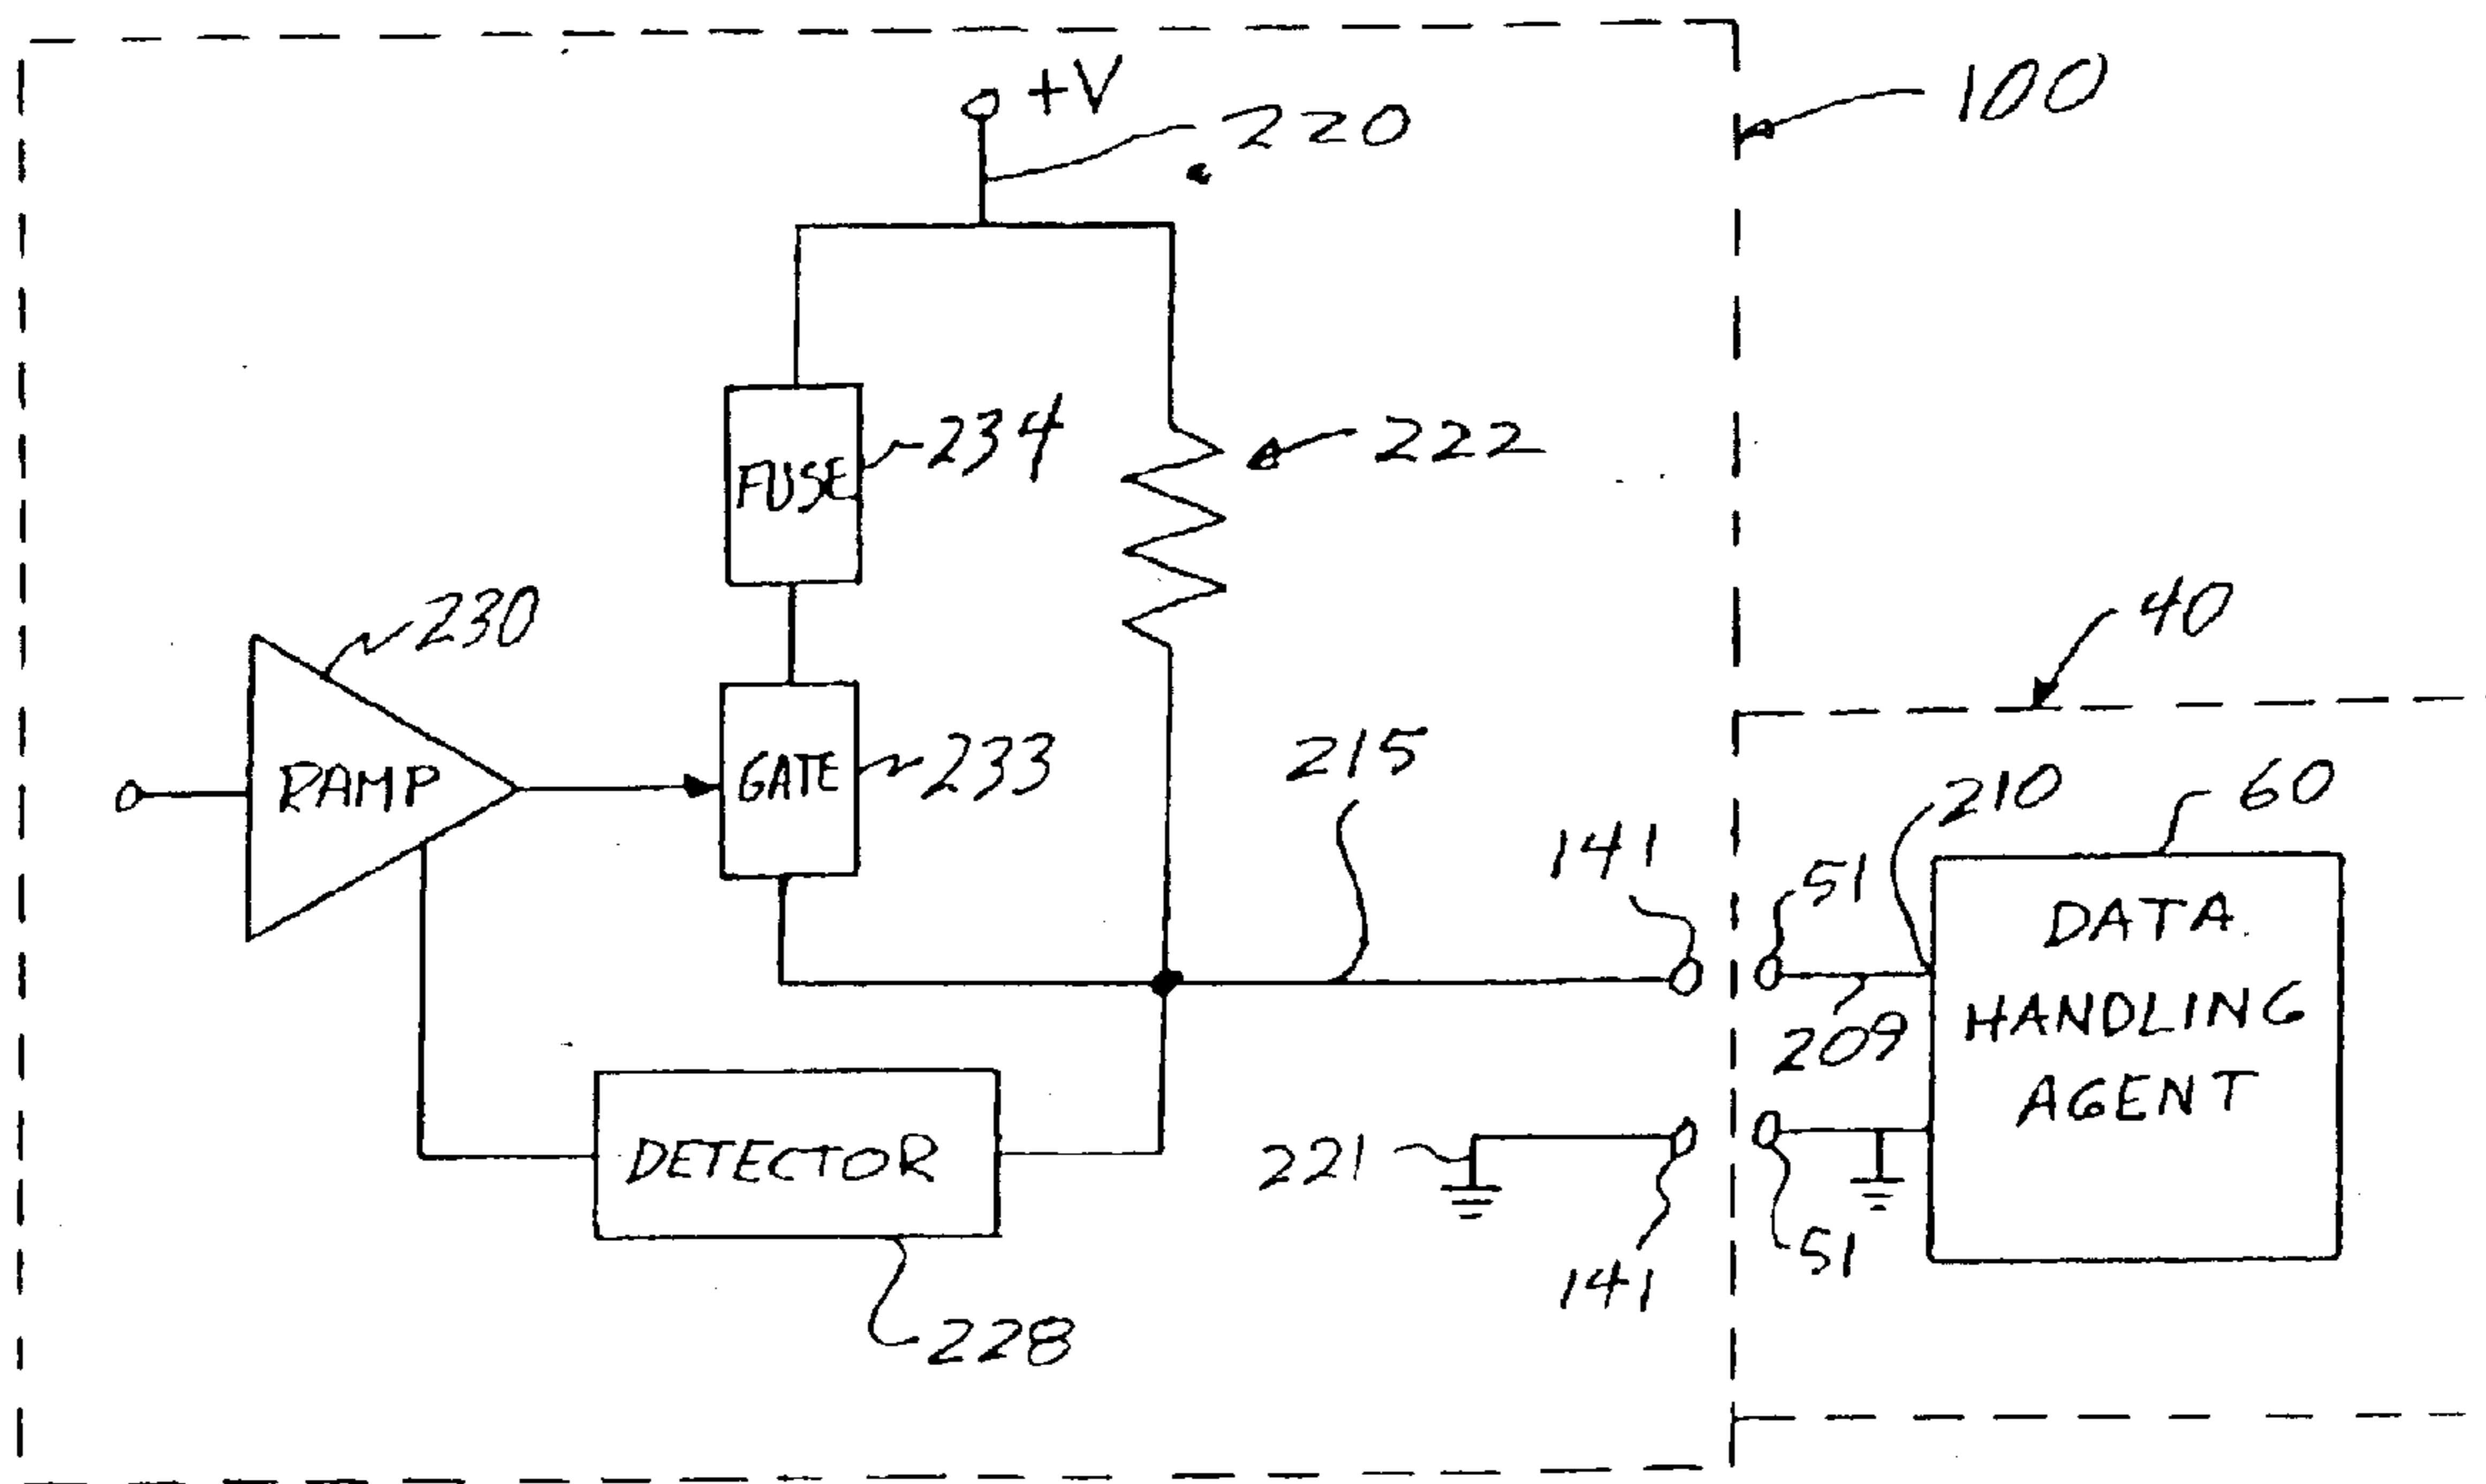 +V
220
100
234
FUSE
222
230
40
RAMP
GATE
233
215
210
60
141
51
DATA
HANDLING
AGENT
209
DETECTOR
221
51
141
228